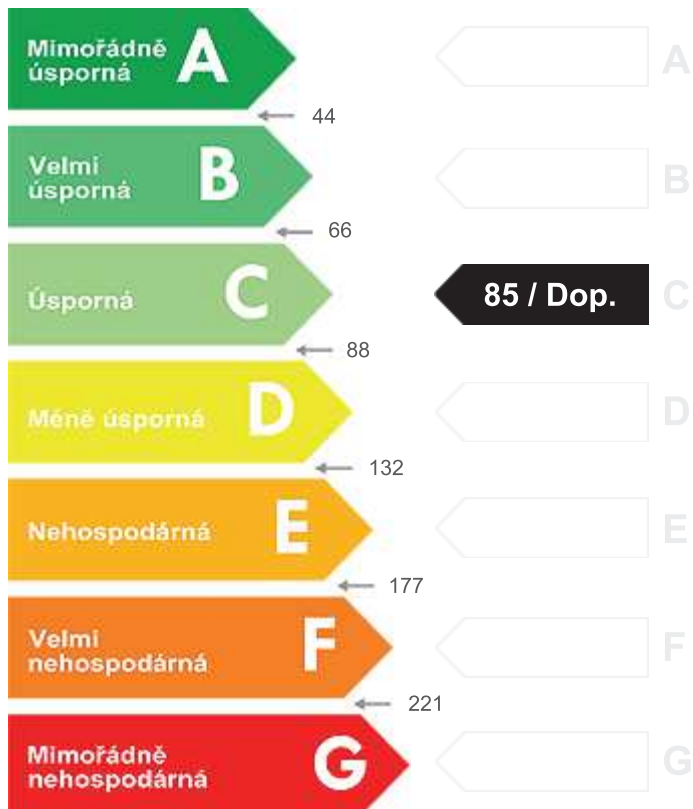 Mimořádně
úsporná
A
A
44
Velmi
úsporná
B
B
66
Úsporná
C
85 / Dop.
C
88
Méně úsporná
D
D
132
Nehospodárná
E
E
177
Velmi
nehospodárná
F
F
221
Mimořádně
nehospodárná
G
G